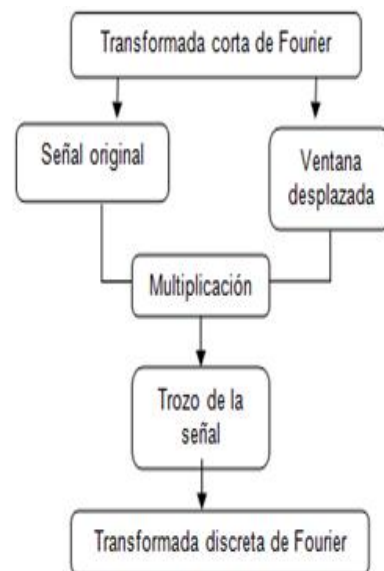 Transformada corta de Fourier
Señal original
Ventana
desplazada
Multiplicación
Trozo de la
señal
Transformada discreta de Fourier